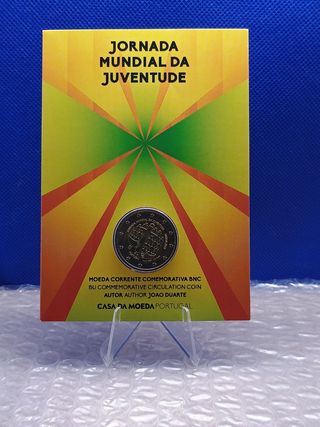 JORNADA
MUNDIAL DA
JUVENTUDE
MOEDA CORRENTE COMEMORATIVA BNC
BU COMMEMORATIVE CIRCULATION COIN
AUTOR AUTHOR JOAO DUARTE
CASA DA MOEDA PORTUGAL